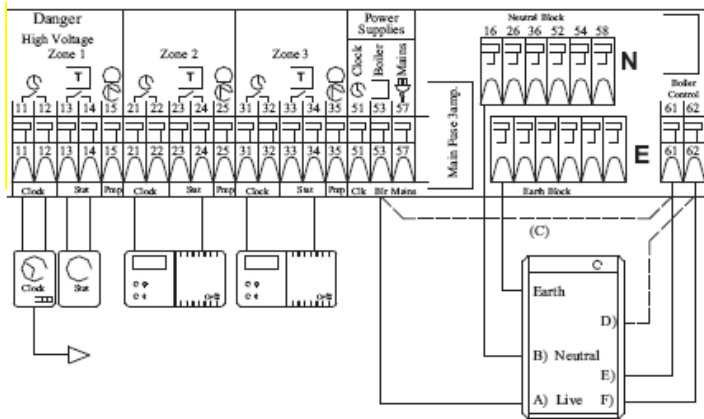 Danger
High Voltage
Zone 1
Zone 2
Zone 3
Power
Supplies
Clock
Boiler
Mains
Main Fuse 3amp.
Neutral Block
16 26 36 52 54 58
N
Boiler
Control
T T T
11 12 13 14 15 21 22 23 24 25 31 32 33 34 35 51 53 57
61 62
E
11 12 13 14 15 21 22 23 24 25 31 32 33 34 35 51 53 57
61 62
Clock Stat Pmp Clock Stat Pmp Clock Stat Pmp Clk Blr Mains
Earth Block
(C)
Clock
Stat
Earth
D)
B) Neutral
E)
A) Live
F)